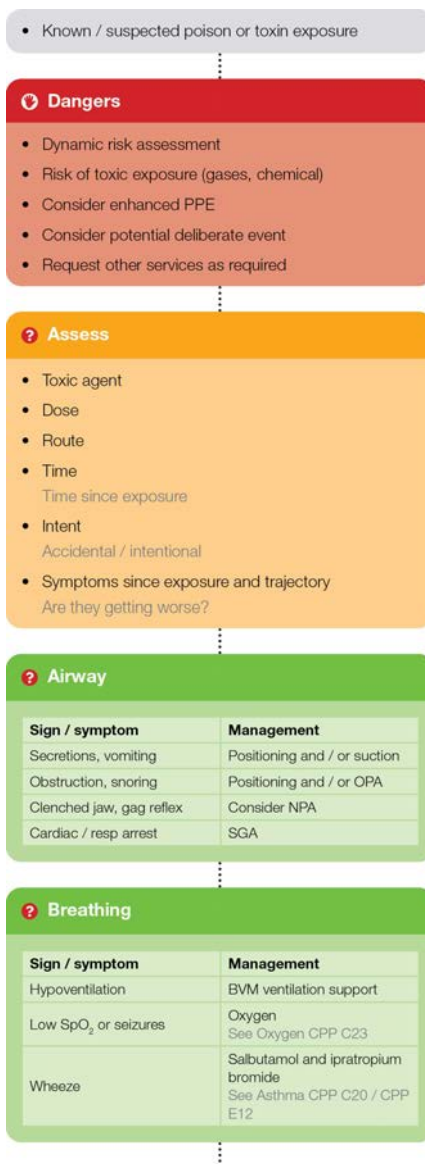 • Known / suspected poison or toxin exposure
Dangers
• Dynamic risk assessment
• Risk of toxic exposure (gases, chemical)
• Consider enhanced PPE
• Consider potential deliberate event
• Request other services as required
? Assess
• Toxic agent
• Dose
• Route
• Time
Time since exposure
• Intent
Accidental / intentional
• Symptoms since exposure and trajectory
Are they getting worse?
? Airway
Sign / symptom Management
Secretions, vomiting Positioning and / or suction
Obstruction, snoring Positioning and / or OPA
Clenched jaw, gag reflex Consider NPA
Cardiac / resp arrest SGA
? Breathing
Sign / symptom Management
Hypoventilation BVM ventilation support
Low SpO₂ or seizures Oxygen
See Oxygen CPP C23
Wheeze Salbutamol and ipratropium
bromide
See Asthma CPP C20 / CPP
E12